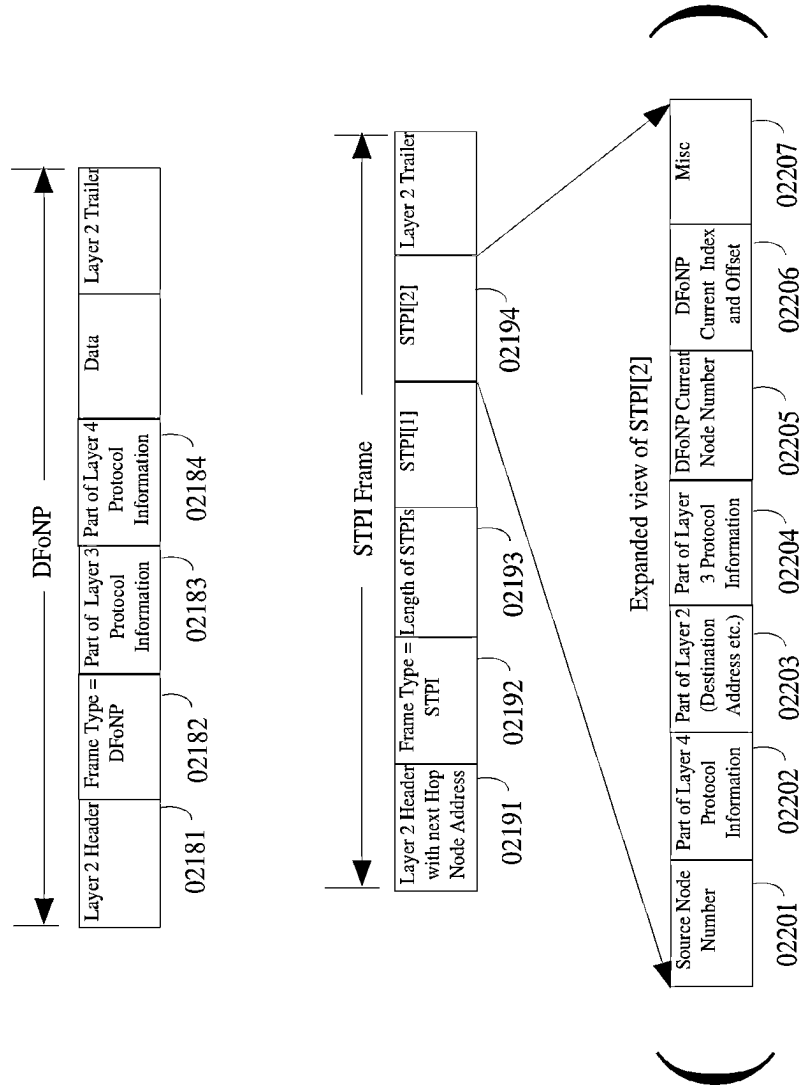 DFoNP
Layer 2 Header
Frame Type =
DFoNP
Part of Layer 3
Protocol
Information
Part of Layer 4
Protocol
Information
Data
Layer 2 Trailer
02181
02182
02183
02184
STPI Frame
Layer 2 Header
with next Hop
Node Address
Frame Type =
STPI
Length of STPIs
STPI[1]
STPI[2]
Layer 2 Trailer
02191
02192
02193
02194
Expanded view of STPI[2]
Source Node
Number
Part of Layer 4
Protocol
Information
Part of Layer 2
(Destination
Address etc.)
Part of Layer
3 Protocol
Information
DFoNP Current
Node Number
DFoNP
Current Index
and Offset
Misc
02201
02202
02203
02204
02205
02206
02207